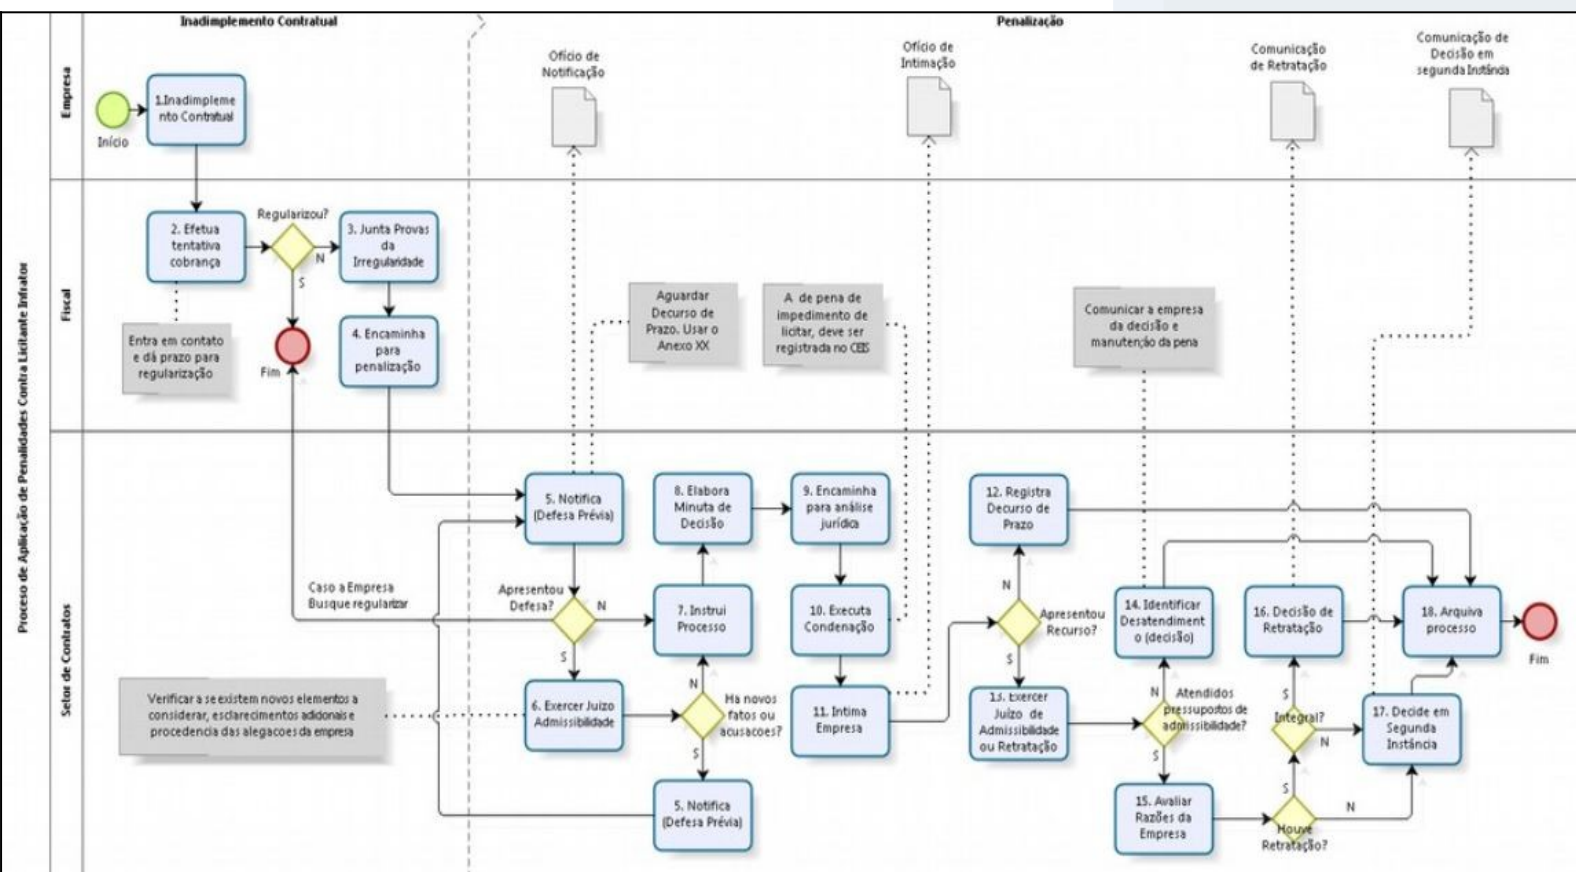 Inadimplemento Contratual
Penalização
Proceso de Aplicação de Penalidades Contra Licitante Infrator
Empresa
Início
1.Inadimpleme
nto Contratual
Ofício de
Notificação
Ofício de
Intimação
Comunicação
de Retratação
Comunicação de
Decisão em
segunda Instância
Fiscal
2. Efetua
tentativa
cobrança
Regularizou?
N
S
3. Junta Provas
da
Irregularidade
Entra em contato
e dá prazo para
regularização
Fim
4. Encaminha
para
penalização
Aguardar
Decurso de
Prazo. Usar o
Anexo XX
A de pena de
impedimento de
licitar, deve ser
registrada no CEIS
Comunicar a empresa
da decisão e
manutenção da pena
Setor de Contratos
5. Notifica
(Defesa Prévia)
8. Elabora
Minuta de
Decisão
9. Encaminha
para análise
jurídica
12. Registra
Decurso de
Prazo
Caso a Empresa
Busque regularizar
Apresentou
Defesa?
N
S
7. Instrui
Processo
10. Executa
Condenação
N
Apresentou
Recurso?
S
14. Identificar
Desatendiment
o (decisão)
16. Decisão de
Retratação
18. Arquiva
processo
Fim
Verificar a se existem novos elementos a
considerar, esclarecimentos adicionais e
procedencia das alegacoes da empresa
6. Exercer Juizo
Admissibilidade
N
Ha novos
fatos ou
acusacoes?
S
11. Intima
Empresa
13. Exercer
Juizo de
Admissibilidade
ou Retratação
N
Atendidos
pressupostos de
admissibilidade?
S
S
Integral?
N
17. Decide em
Segunda
Instância
5. Notifica
(Defesa Prévia)
15. Avaliar
Razões da
Empresa
S
N
Houve
Retratação?